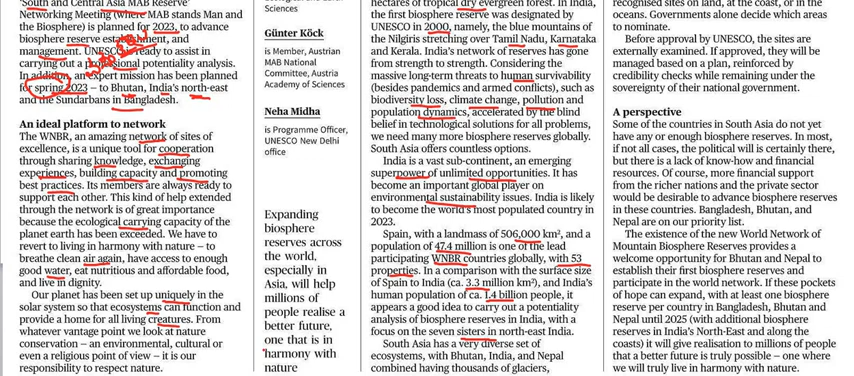 'South and Central Asia MAB Reserve'
Networking Meeting (where MAB stands Man and
the Biosphere) is planned for 2023, to advance
biosphere reserve establishment, and
management. UNESCO is ready to assist in
carrying out a professional potentiality analysis.
In addition, expert mission has been planned
for spring 2023 – to Bhutan, India's north-east
and the Sundarbans in Bangladesh.
An ideal platform to network
The WNBR, an amazing network of sites of
excellence, is a unique tool for cooperation
through sharing knowledge, exchanging
experiences, building capacity and promoting
best practices. Its members are always ready to
support each other. This kind of help extended
through the network is of great importance
because the ecological carrying capacity of the
planet earth has been exceeded. We have to
revert to living in harmony with nature – to
breathe clean air again, have access to enough
good water, eat nutritious and affordable food,
and live in dignity.
Our planet has been set up uniquely in the
solar system so that ecosystems can function and
provide a home for all living creatures. From
whatever vantage point we look at nature
conservation – an environmental, cultural or
even a religious point of view – it is our
responsibility to respect nature.
Sciences
Günter Köck
is Member, Austrian
MAB National
Committee, Austria
Academy of Sciences
Neha Midha
is Programme Officer,
UNESCO New Delhi
office
Expanding
biosphere
reserves across
the world,
especially in
Asia, will help
millions of
people realise a
better future,
one that is in
harmony with
nature
hectares of tropical dry evergreen forest. In India,
the first biosphere reserve was designated by
UNESCO in 2000, namely, the blue mountains of
the Nilgiris stretching over Tamil Nadu, Karnataka
and Kerala. India's network of reserves has gone
from strength to strength. Considering the
massive long-term threats to human survivability
(besides pandemics and armed conflicts), such as
biodiversity loss, climate change, pollution and
population dynamics, accelerated by the blind
belief in technological solutions for all problems,
we need many more biosphere reserves globally.
South Asia offers countless options.
India is a vast sub-continent, an emerging
superpower of unlimited opportunities. It has
become an important global player on
environmental sustainability issues. India is likely
to become the world's most populated country in
2023.
Spain, with a landmass of 506,000 km², and a
population of 47.4 million is one of the lead
participating WNBR countries globally, with 53
properties. In a comparison with the surface size
of Spain to India (ca. 3.3 million km²), and India's
human population of ca. 1.4 billion people, it
appears a good idea to carry out a potentiality
analysis of biosphere reserves in India, with a
focus on the seven sisters in north-east India.
South Asia has a very diverse set of
ecosystems, with Bhutan, India, and Nepal
combined having thousands of glaciers,
recognised sites on land, at the coast, or in the
oceans. Governments alone decide which areas
to nominate.
Before approval by UNESCO, the sites are
externally examined. If approved, they will be
managed based on a plan, reinforced by
credibility checks while remaining under the
sovereignty of their national government.
A perspective
Some of the countries in South Asia do not yet
have any or enough biosphere reserves. In most,
if not all cases, the political will is certainly there,
but there is a lack of know-how and financial
resources. Of course, more financial support
from the richer nations and the private sector
would be desirable to advance biosphere reserves
in these countries. Bangladesh, Bhutan, and
Nepal are on our priority list.
The existence of the new World Network of
Mountain Biosphere Reserves provides a
welcome opportunity for Bhutan and Nepal to
establish their first biosphere reserves and
participate in the world network. If these pockets
of hope can expand, with at least one biosphere
reserve per country in Bangladesh, Bhutan and
Nepal until 2025 (with additional biosphere
reserves in India's North-East and along the
coasts) it will give realisation to millions of people
that a better future is truly possible – one where
we will truly live in harmony with nature.